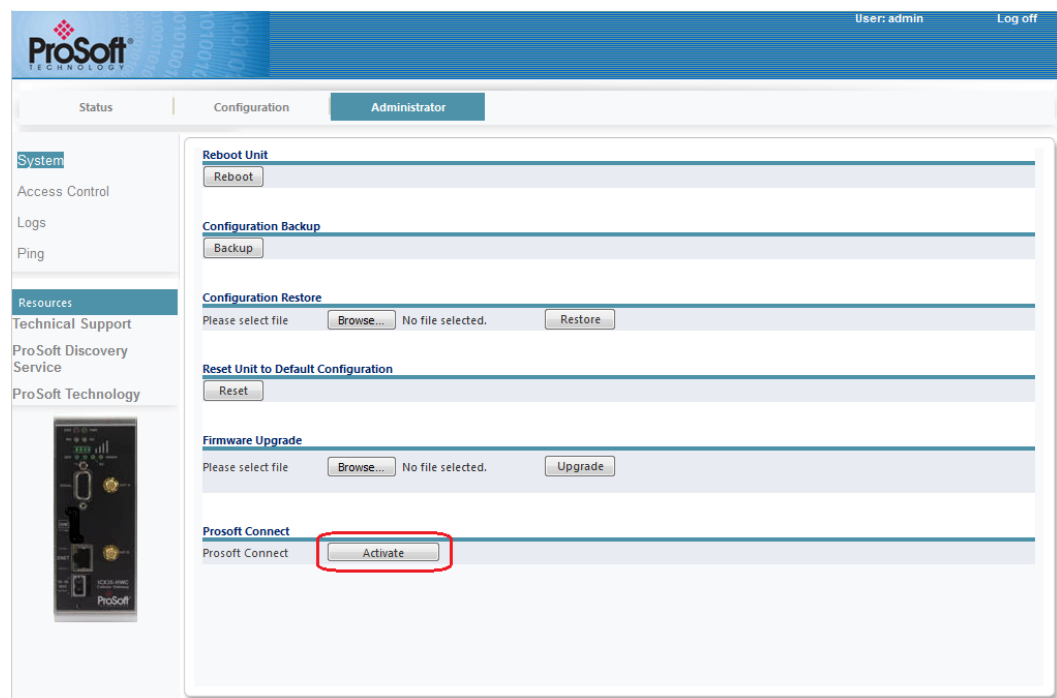 User: admin Log off
ProSoft®
TECHNOLOGY
Status Configuration Administrator
System
Access Control
Logs
Ping
Resources
Technical Support
ProSoft Discovery
Service
ProSoft Technology
ProSoft
Reboot Unit
Reboot
Configuration Backup
Backup
Configuration Restore
Please select file Browse... No file selected. Restore
Reset Unit to Default Configuration
Reset
Firmware Upgrade
Please select file Browse... No file selected. Upgrade
Prosoft Connect
Prosoft Connect Activate